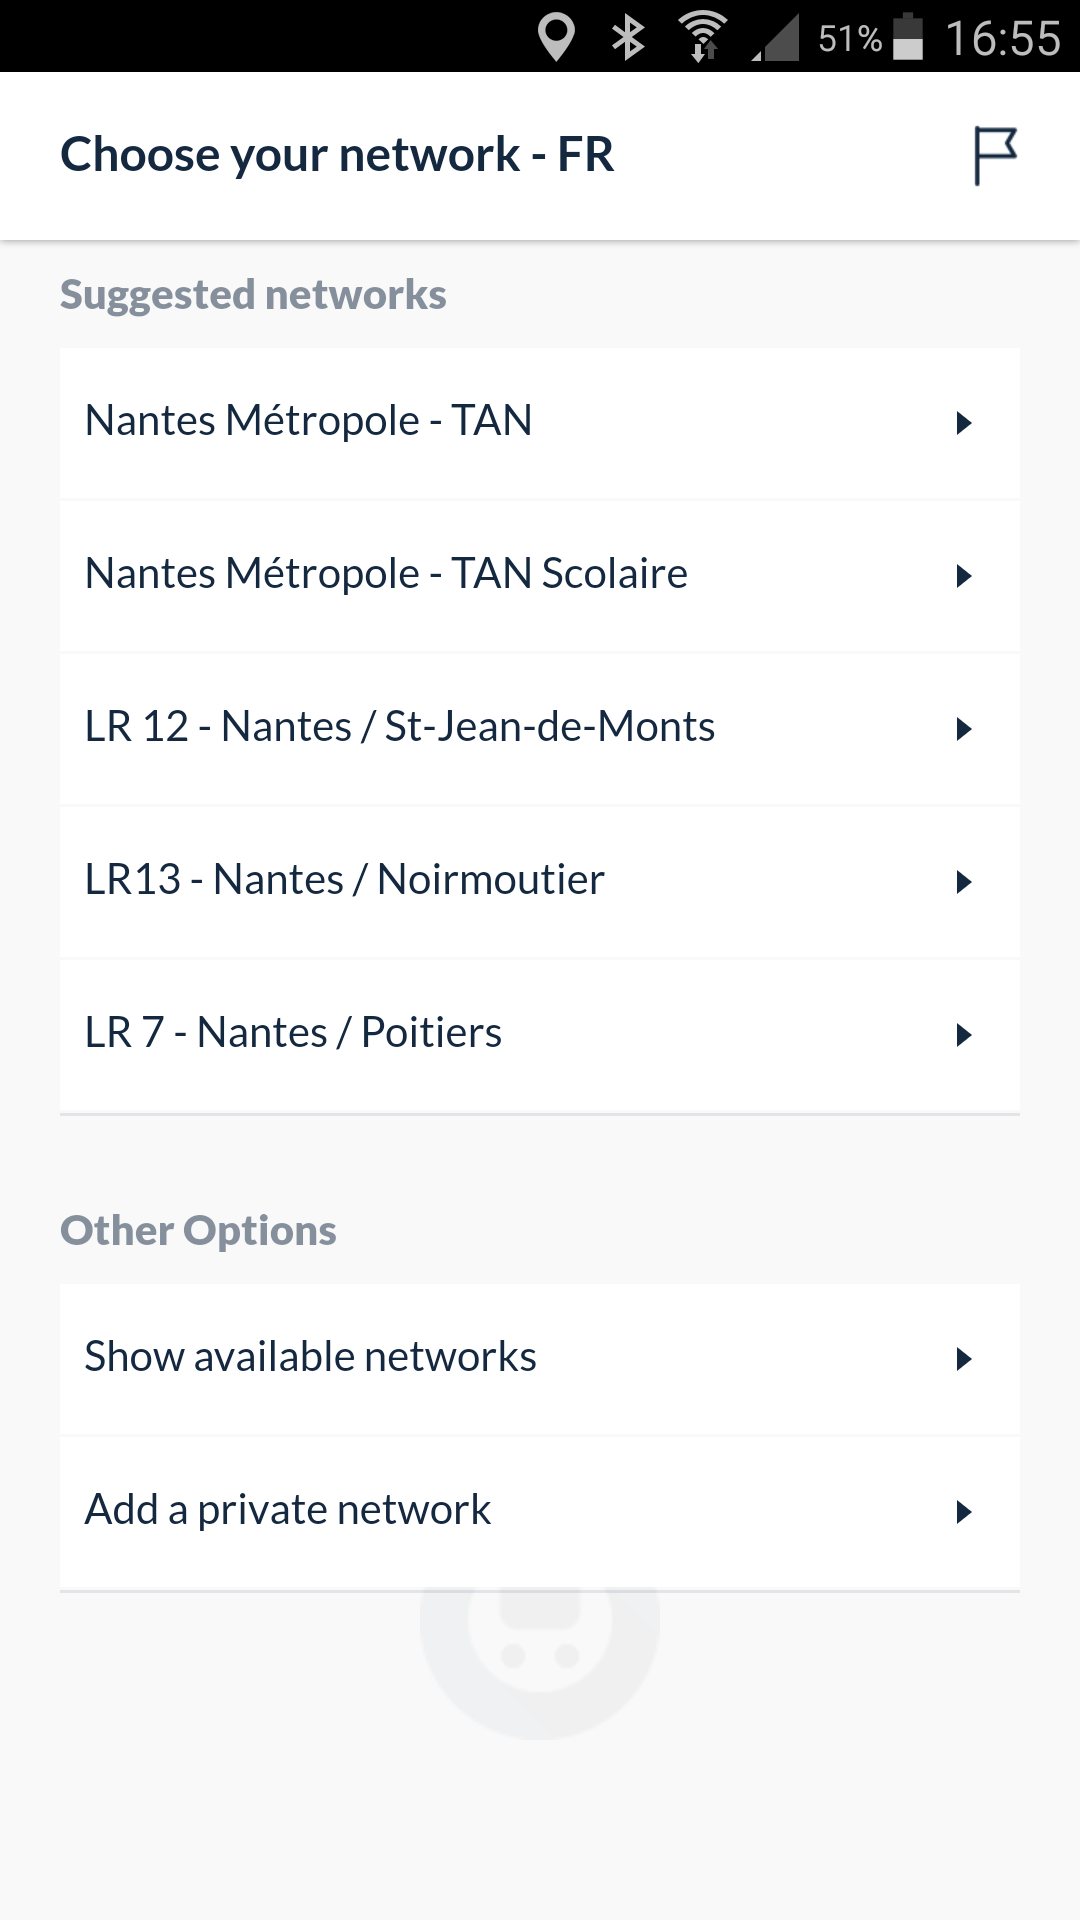 51% 16:55
Choose your network - FR
Suggested networks
Nantes Métropole - TAN
Nantes Métropole - TAN Scolaire
LR 12 - Nantes / St-Jean-de-Monts
LR13 - Nantes / Noirmoutier
LR 7 - Nantes / Poitiers
Other Options
Show available networks
Add a private network